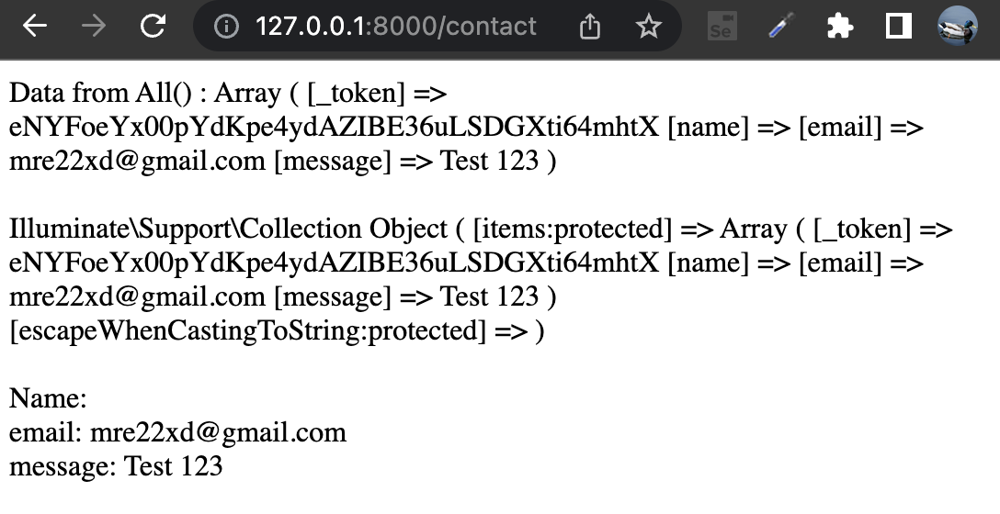 127.0.0.1:8000/contact
Se
Data from All() : Array ( [_token] =>
eNYFoeYx00pYdKpe4ydAZIBE36uLSDGXti64mhtX [name] => [email] =>
mre22xd@gmail.com [message] => Test 123 )
Illuminate\Support\Collection Object ( [items:protected] => Array ( [_token] =>
eNYFoeYx00pYdKpe4ydAZIBE36uLSDGXti64mhtX [name] => [email] =>
mre22xd@gmail.com [message] => Test 123 )
[escapeWhenCastingToString:protected] => )
Name:
email: mre22xd@gmail.com
message: Test 123